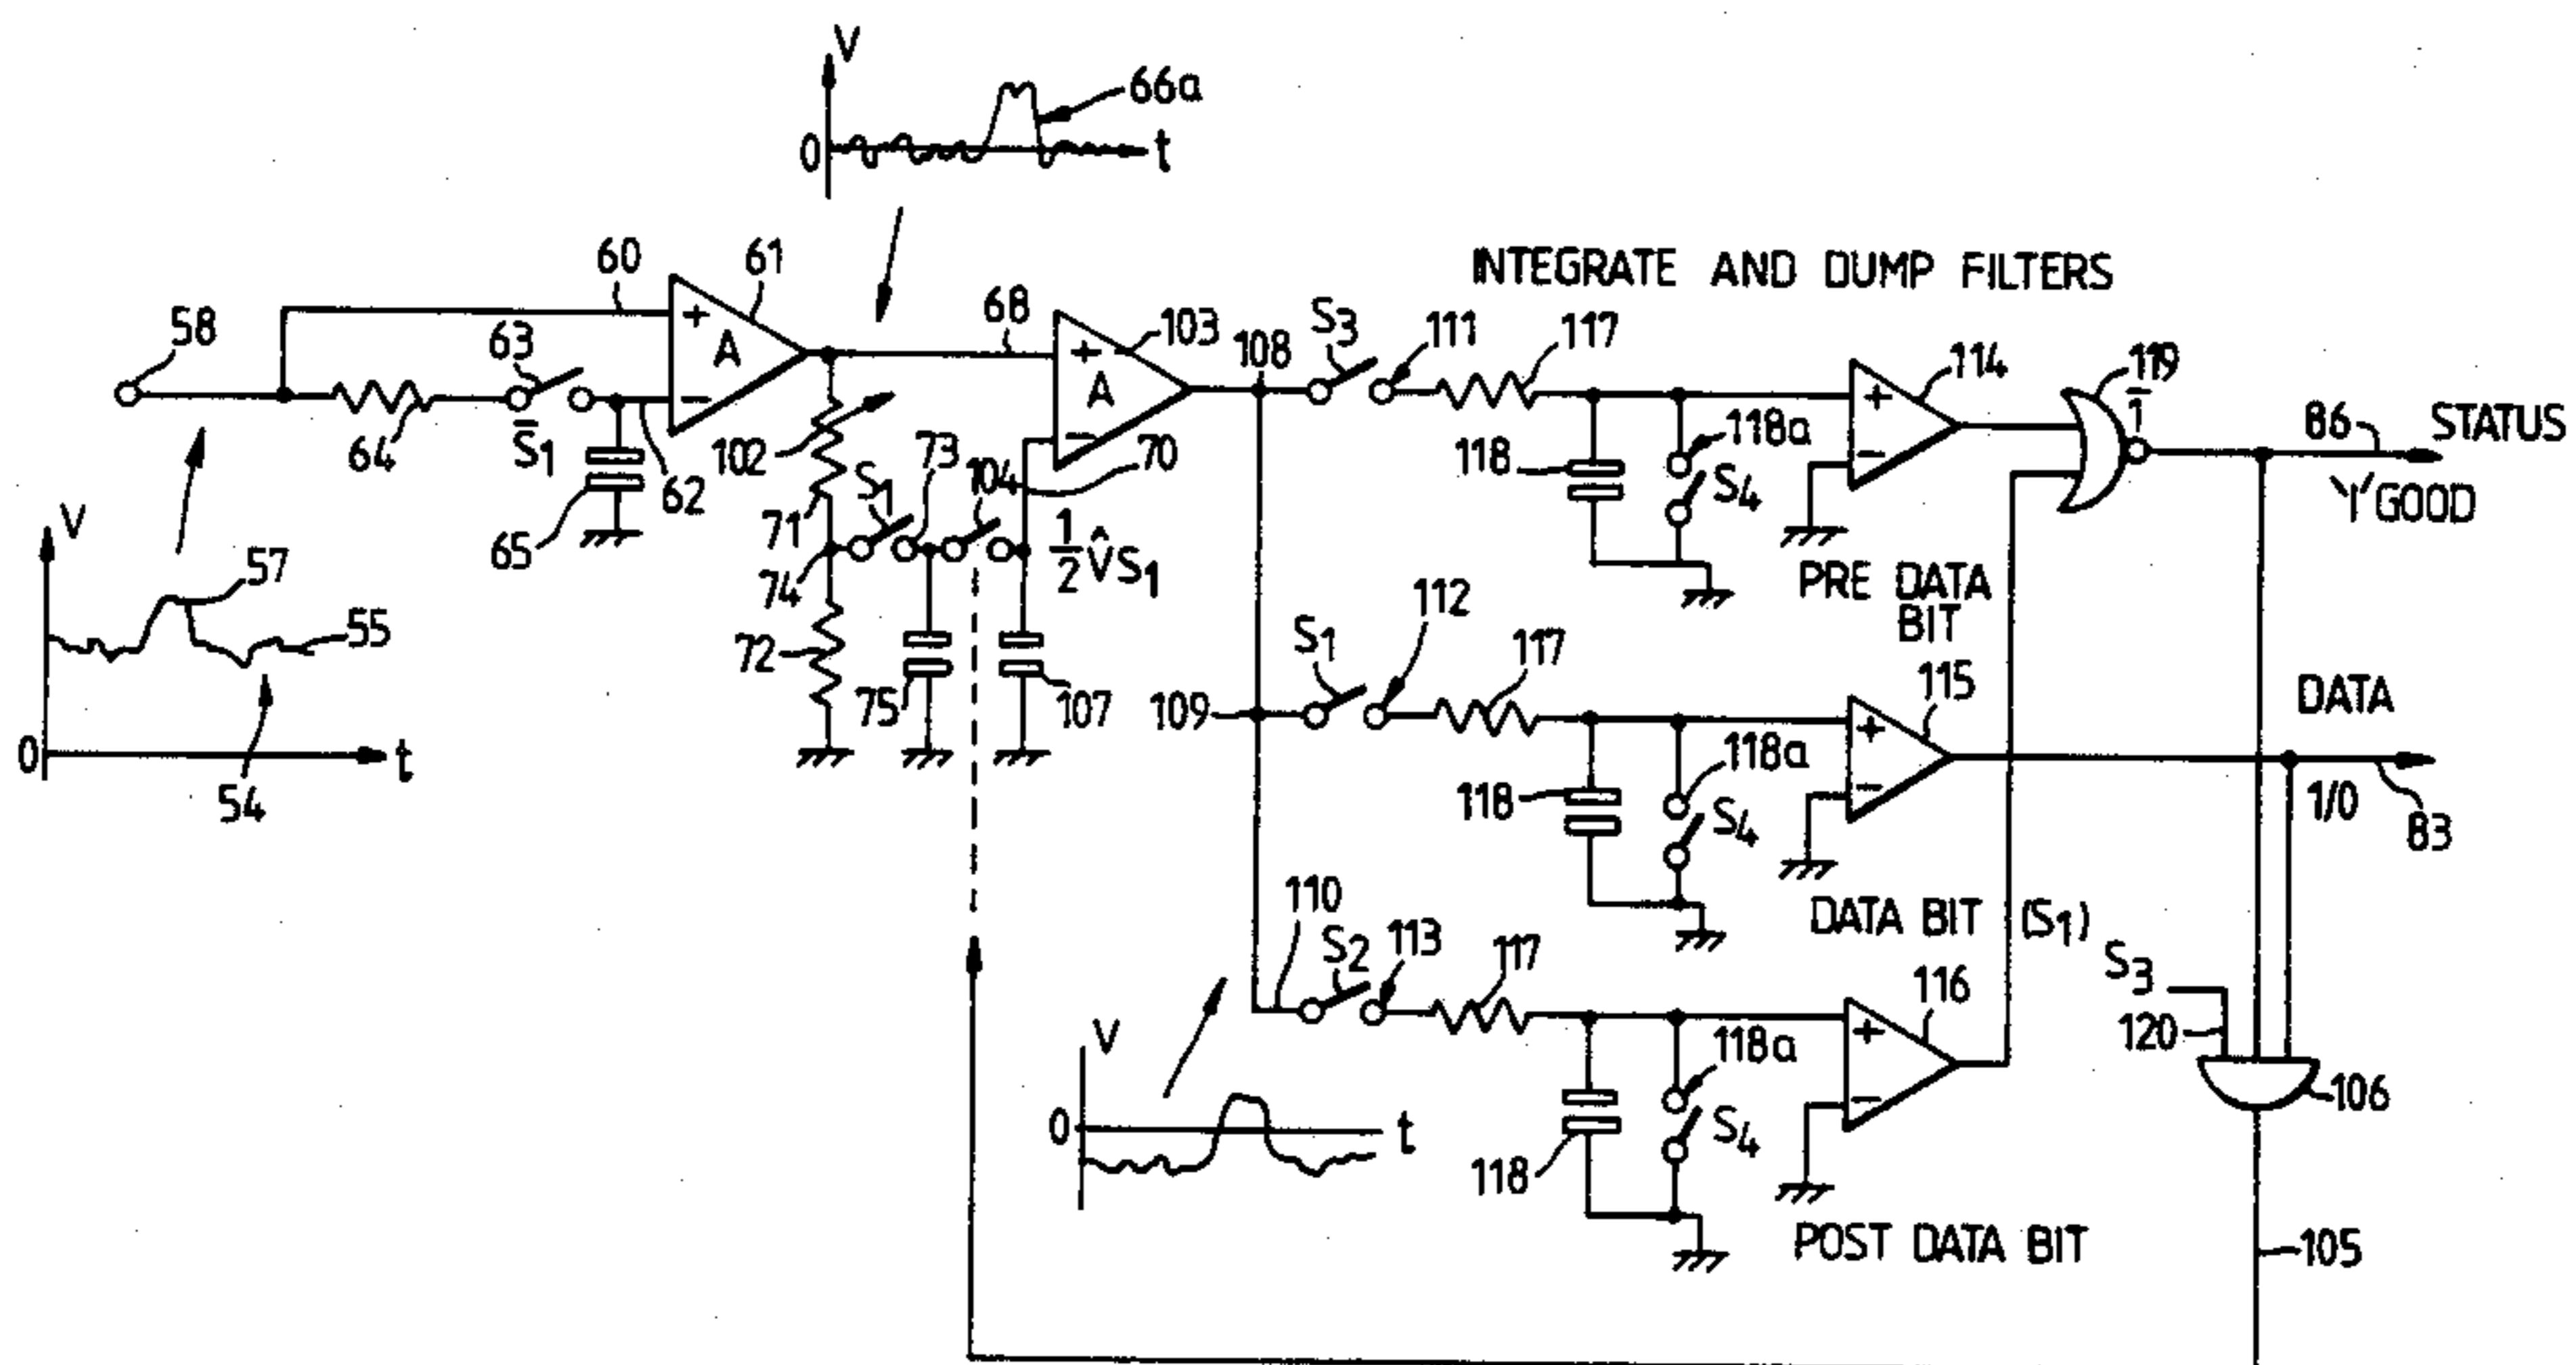 V
66a
0
t
58
60
61
+
A
-
63
64
S̄1
65
62
V
57
55
0
t
54
68
+
103
A
-
108
102
71
S1
73
104
70
74
1/2 V̂S1
72
75
107
109
110
V
0
t
INTEGRATE AND DUMP FILTERS
S3
111
117
118
118a
S4
+
-
114
119
1̄
86
STATUS
'1' GOOD
PRE DATA
BIT
S1
112
117
118
118a
S4
+
-
115
DATA
1/0
83
DATA BIT (S1)
S2
113
117
118
118a
S4
+
-
116
S3
120
106
POST DATA BIT
105